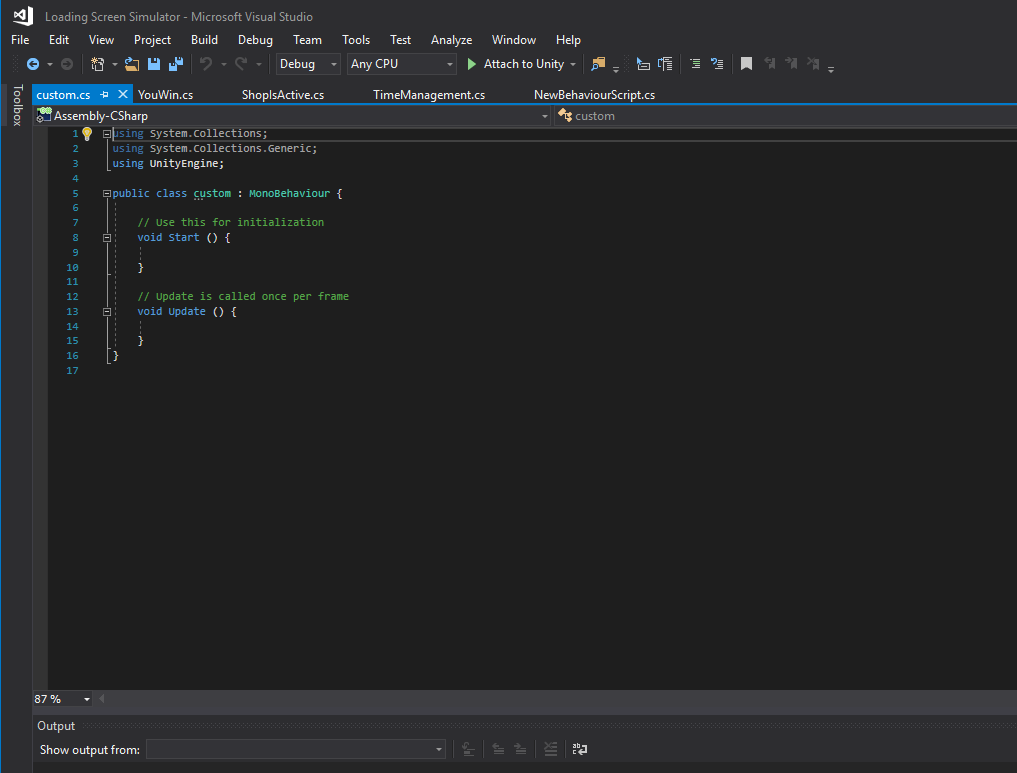 Loading Screen Simulator - Microsoft Visual Studio
File Edit View Project Build Debug Team Tools Test Analyze Window Help
Debug Any CPU Attach to Unity
Toolbox
custom.cs YouWin.cs ShopIsActive.cs TimeManagement.cs NewBehaviourScript.cs
Assembly-CSharp custom
1 using System.Collections;
2 using System.Collections.Generic;
3 using UnityEngine;
4
5 public class custom : MonoBehaviour {
6
7 // Use this for initialization
8 void Start () {
9
10 }
11
12 // Update is called once per frame
13 void Update () {
14
15 }
16 }
17
87 %
Output
Show output from: